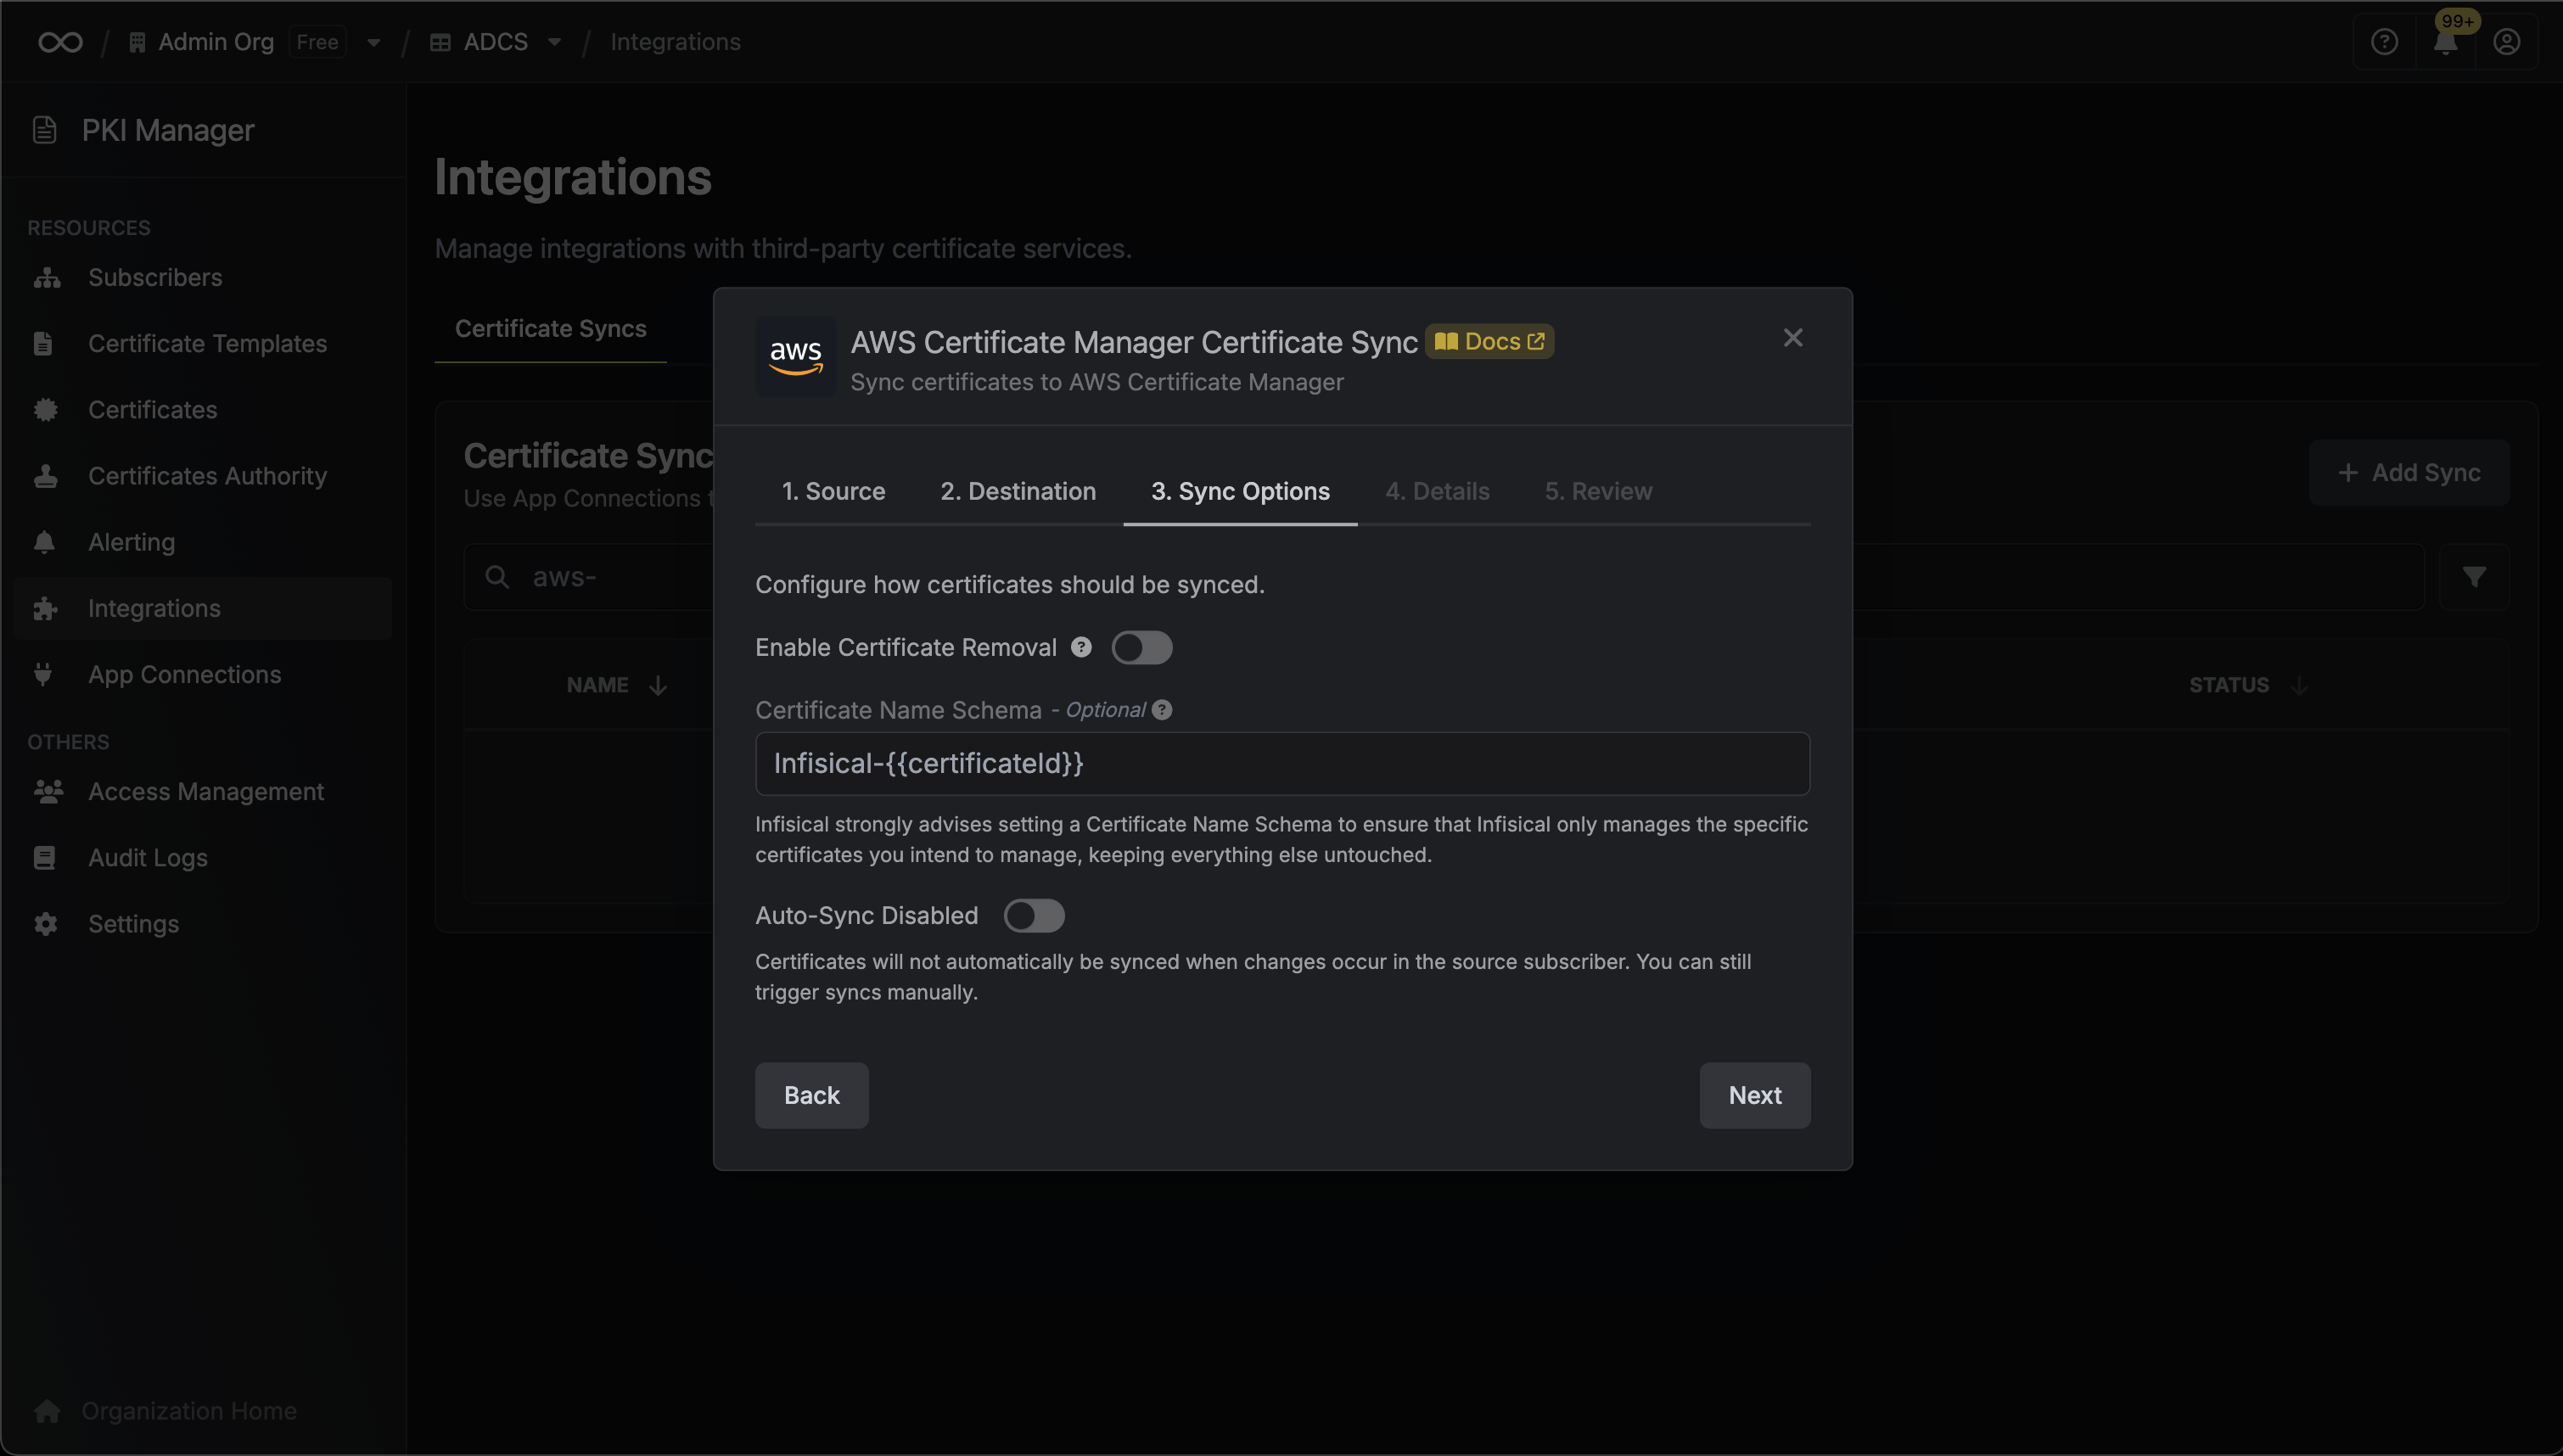 Admin Org Free
ADCS
Integrations
99+
PKI Manager
RESOURCES
Subscribers
Certificate Templates
Certificates
Certificates Authority
Alerting
Integrations
App Connections
OTHERS
Access Management
Audit Logs
Settings
Organization Home
Integrations
Manage integrations with third-party certificate services.
Certificate Syncs
Certificate Sync
Use App Connections t
+ Add Sync
aws-
NAME
STATUS
aws
AWS Certificate Manager Certificate Sync
Docs
Sync certificates to AWS Certificate Manager
1. Source
2. Destination
3. Sync Options
4. Details
5. Review
Configure how certificates should be synced.
Enable Certificate Removal
Certificate Name Schema - Optional
Infisical-{{certificateId}}
Infisical strongly advises setting a Certificate Name Schema to ensure that Infisical only manages the specific
certificates you intend to manage, keeping everything else untouched.
Auto-Sync Disabled
Certificates will not automatically be synced when changes occur in the source subscriber. You can still
trigger syncs manually.
Back
Next